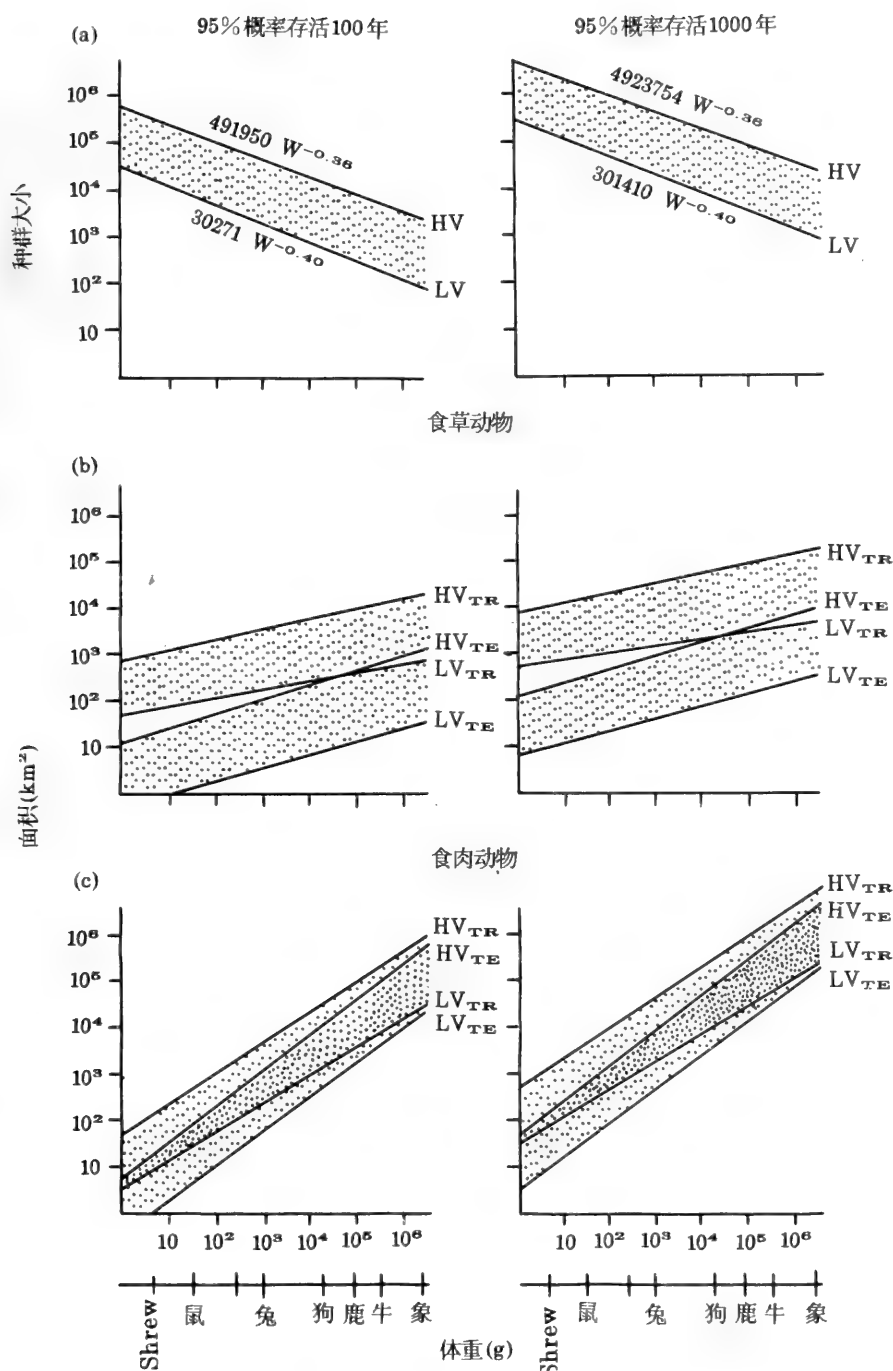 95%概率存活100年
95%概率存活1000年
(a)
种群大小
10⁶
10⁵
10⁴
10³
10²
10
491950 W⁻⁰·³⁶
30271 W⁻⁰·⁴⁰
HV
LV
4923754 W⁻⁰·³⁶
301410 W⁻⁰·⁴⁰
HV
LV
食草动物
(b)
面积(km²)
10⁶
10⁵
10⁴
10³
10²
10
HV_TR
HV_TE
LV_TR
LV_TE
HV_TR
HV_TE
LV_TR
LV_TE
食肉动物
(c)
10⁶
10⁵
10⁴
10³
10²
10
HV_TR
HV_TE
LV_TR
LV_TE
HV_TR
HV_TE
LV_TR
LV_TE
10 10² 10³ 10⁴ 10⁵ 10⁶
10 10² 10³ 10⁴ 10⁵ 10⁶
Shrew 鼠 兔 狗 鹿 牛 象
Shrew 鼠 兔 狗 鹿 牛 象
体重(g)